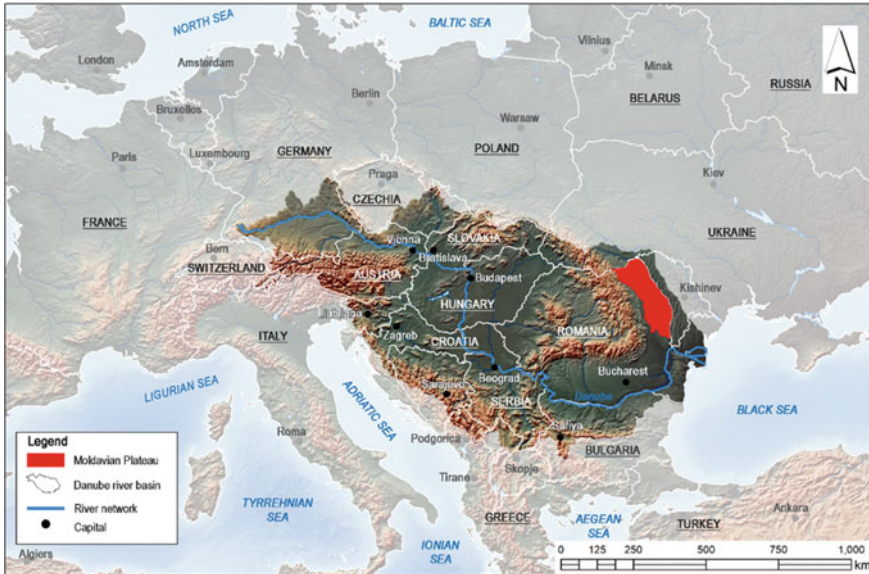 NORTH SEA
BALTIC SEA
Vilnius
London
Amsterdam
Minsk
RUSSIA
N
Berlin
BELARUS
Bruxelles
Warsaw
Luxembourg
GERMANY
POLAND
Kiev
Paris
Praga
CZECHIA
FRANCE
UKRAINE
Vienna
SLOVAKIA
Bern
Bratislava
SWITZERLAND
AUSTRIA
Budapest
Kishinev
HUNGARY
ITALY
Zagreb
ROMANIA
CROATIA
Bucharest
Beograd
LIGURIAN SEA
ADRIATIC SEA
Sarajevo
SERBIA
Danube
BLACK SEA
Roma
Podgorica
Safiya
BULGARIA
Skopje
Tirane
Ankara
TYRREHNIAN
SEA
GREECE
AEGEAN
SEA
TURKEY
IONIAN
SEA
Algiers
Legend
Moldavian Plateau
Danube river basin
River network
Capital
0 125 250 500 750 1,000
km